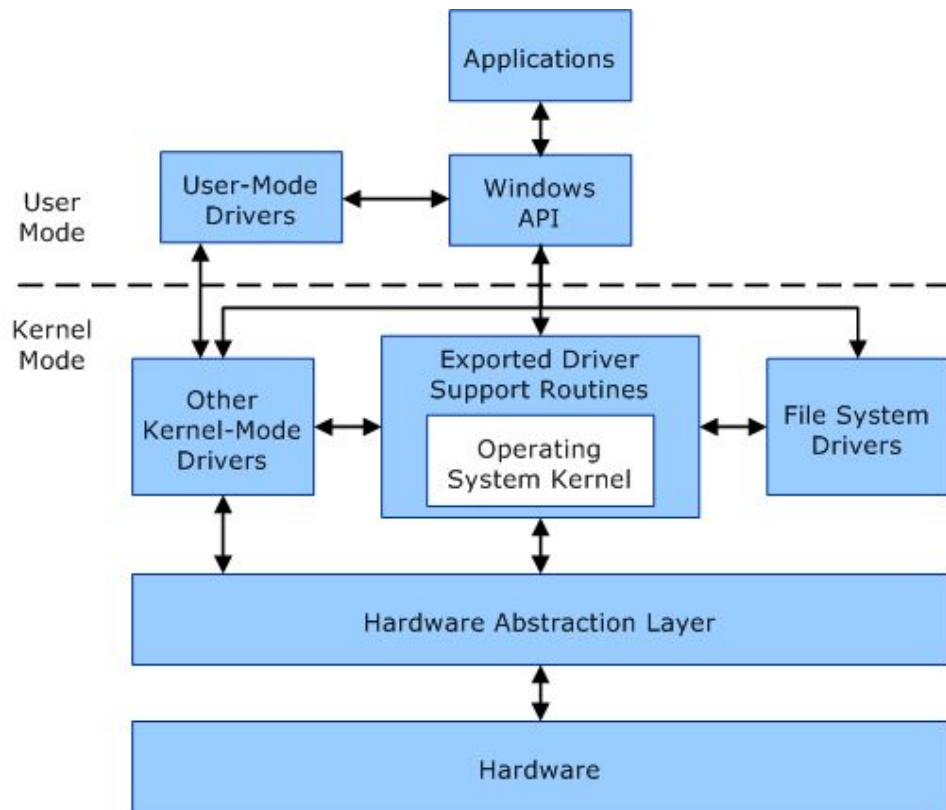 Applications
User-Mode
Drivers
Windows
API
User
Mode
Kernel
Mode
Exported Driver
Support Routines
Other
Kernel-Mode
Drivers
Operating
System Kernel
File System
Drivers
Hardware Abstraction Layer
Hardware